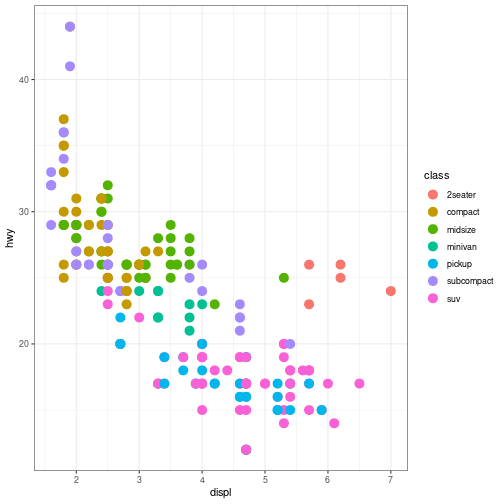 40
30
20
hwy
2 3 4 5 6 7
displ
class
2seater
compact
midsize
minivan
pickup
subcompact
suv